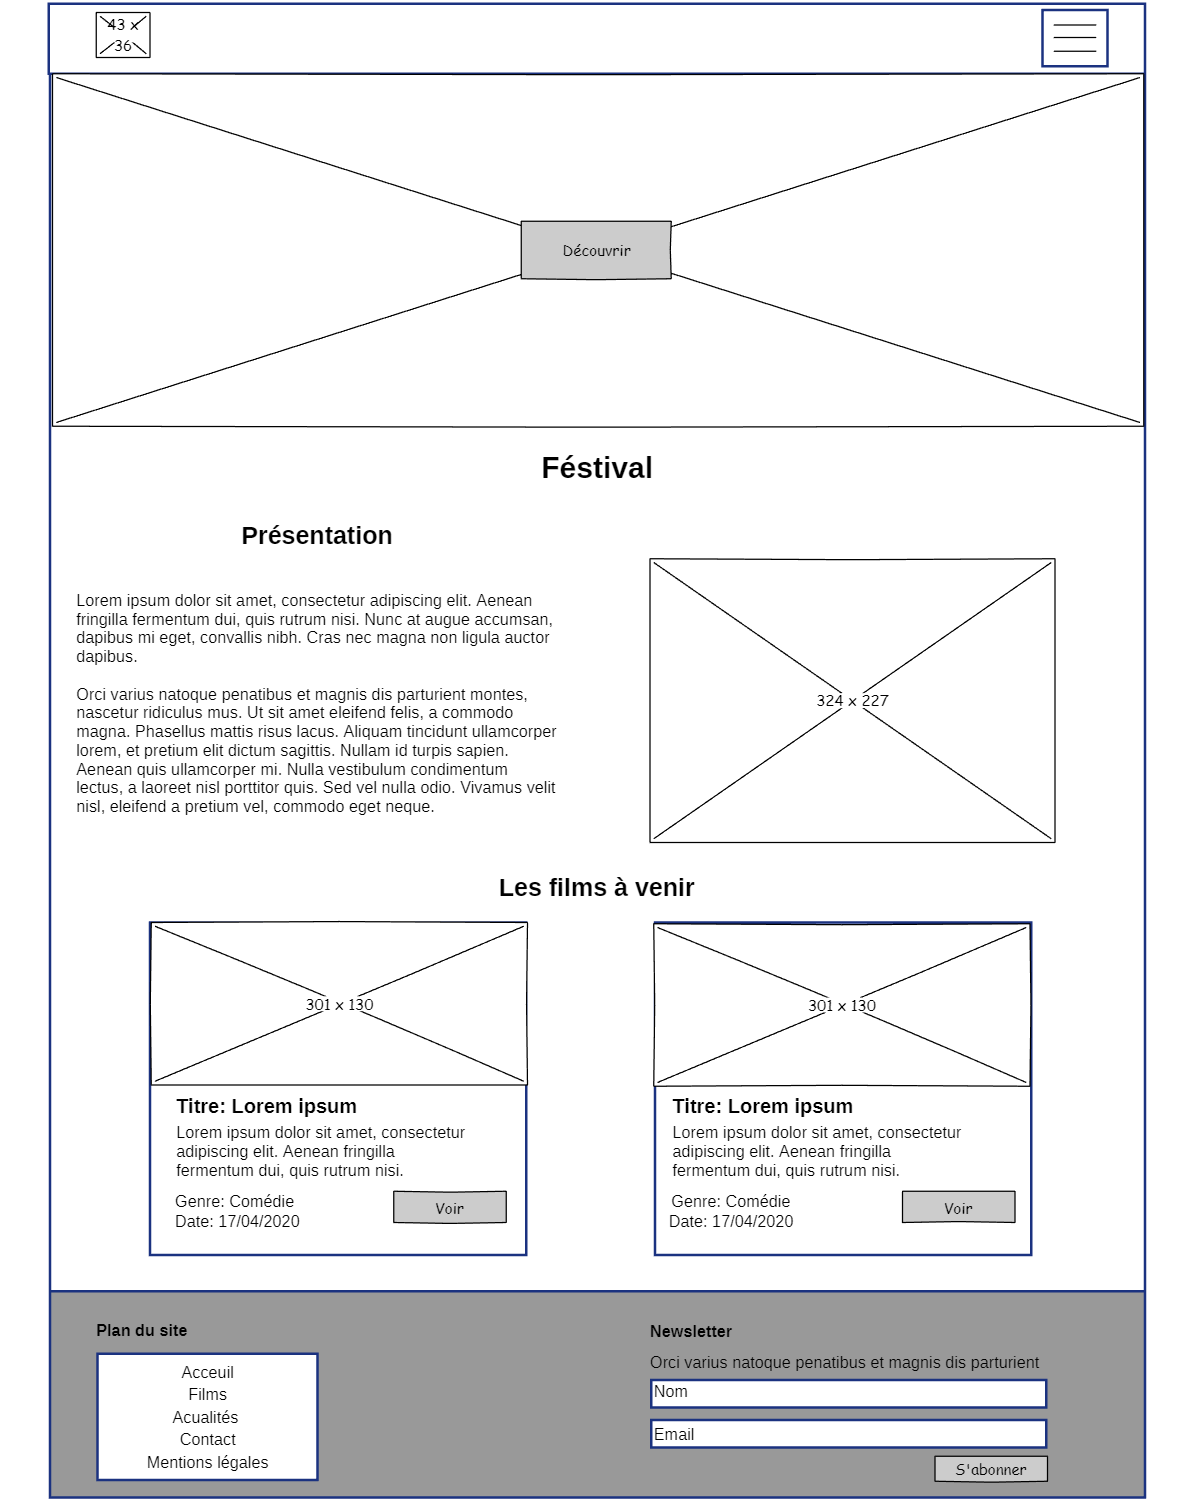 43 x
36
Découvrir
Féstival
Présentation
Lorem ipsum dolor sit amet, consectetur adipiscing elit. Aenean
fringilla fermentum dui, quis rutrum nisi. Nunc at augue accumsan,
dapibus mi eget, convallis nibh. Cras nec magna non ligula auctor
dapibus.
Orci varius natoque penatibus et magnis dis parturient montes,
nascetur ridiculus mus. Ut sit amet eleifend felis, a commodo
magna. Phasellus mattis risus lacus. Aliquam tincidunt ullamcorper
lorem, et pretium elit dictum sagittis. Nullam id turpis sapien.
Aenean quis ullamcorper mi. Nulla vestibulum condimentum
lectus, a laoreet nisl porttitor quis. Sed vel nulla odio. Vivamus velit
nisl, eleifend a pretium vel, commodo eget neque.
324 x 227
Les films à venir
301 x 130
Titre: Lorem ipsum
Lorem ipsum dolor sit amet, consectetur
adipiscing elit. Aenean fringilla
fermentum dui, quis rutrum nisi.
Genre: Comédie
Date: 17/04/2020
Voir
301 x 130
Titre: Lorem ipsum
Lorem ipsum dolor sit amet, consectetur
adipiscing elit. Aenean fringilla
fermentum dui, quis rutrum nisi.
Genre: Comédie
Date: 17/04/2020
Voir
Plan du site
Acceuil
Films
Acualités
Contact
Mentions légales
Newsletter
Orci varius natoque penatibus et magnis dis parturient
Nom
Email
S'abonner